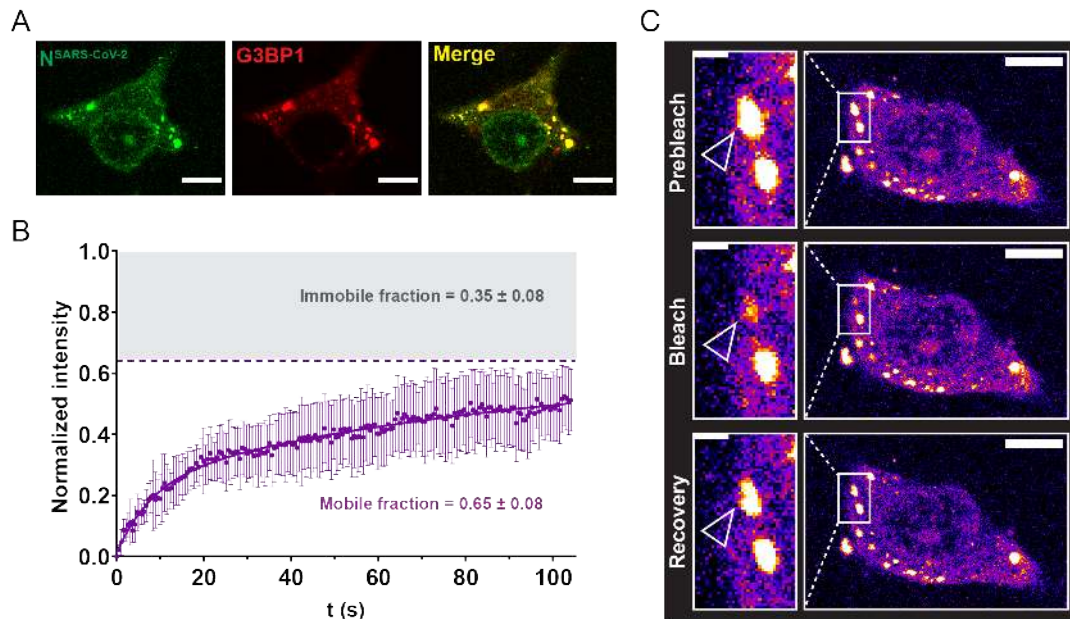 A
N^SARS-CoV-2
G3BP1
Merge
B
Normalized intensity
1.0
0.8
0.6
0.4
0.2
0.0
Immobile fraction = 0.35 ± 0.08
Mobile fraction = 0.65 ± 0.08
0
20
40
60
80
100
t (s)
C
Prebleach
Bleach
Recovery